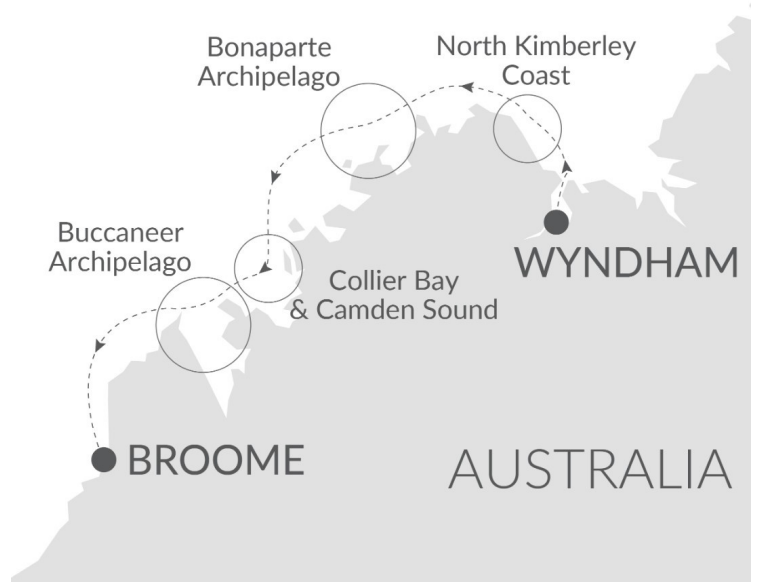 Bonaparte
Archipelago
North Kimberley
Coast
Buccaneer
Archipelago
WYNDHAM
Collier Bay
& Camden Sound
BROOME
AUSTRALIA